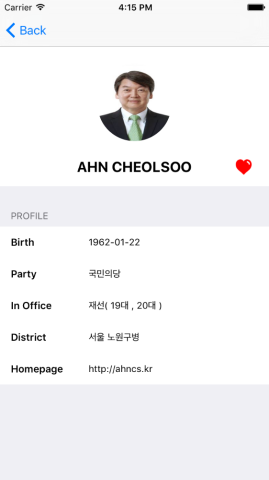 Carrier 4:15 PM
Back
AHN CHEOLSOO
PROFILE
Birth 1962-01-22
Party 국민의당
In Office 재선( 19대 , 20대 )
District 서울 노원구병
Homepage http://ahncs.kr